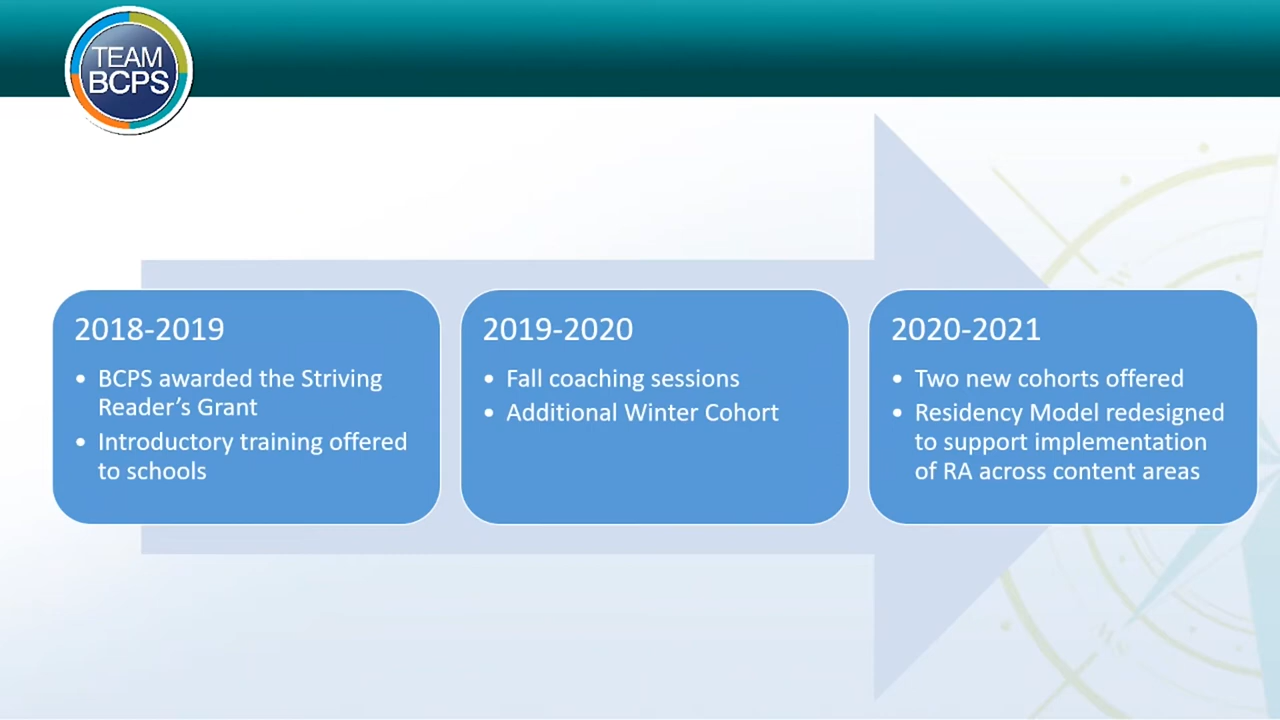 TEAM
BCPS
2018-2019
• BCPS awarded the Striving
Reader’s Grant
• Introductory training offered
to schools
2019-2020
• Fall coaching sessions
• Additional Winter Cohort
2020-2021
• Two new cohorts offered
• Residency Model redesigned
to support implementation
of RA across content areas